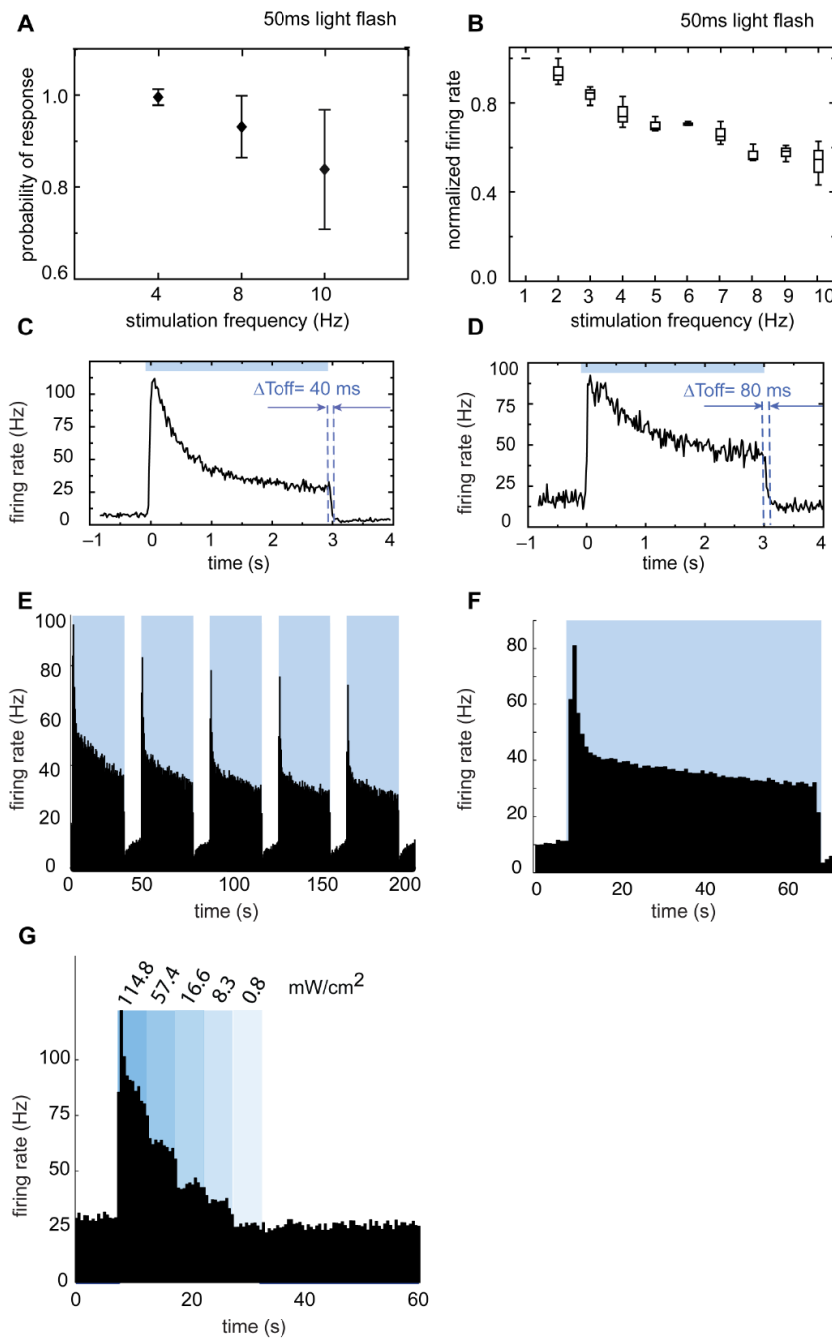 A
50ms light flash
probability of response
1.0
0.8
0.6
4
8
10
stimulation frequency (Hz)
B
50ms light flash
normalized firing rate
0.8
0.4
0.0
1 2 3 4 5 6 7 8 9 10
stimulation frequency (Hz)
C
firing rate (Hz)
100
75
50
25
0
ΔToff= 40 ms
–1 0 1 2 3 4
time (s)
D
firing rate (Hz)
100
75
50
25
0
ΔToff= 80 ms
–1 0 1 2 3 4
time (s)
E
firing rate (Hz)
100
80
60
40
20
0
0 50 100 150 200
time (s)
F
firing rate (Hz)
80
60
40
20
0
0 20 40 60
time (s)
G
114.8 57.4 16.6 8.3 0.8 mW/cm2
firing rate (Hz)
100
75
50
25
0
0 20 40 60
time (s)